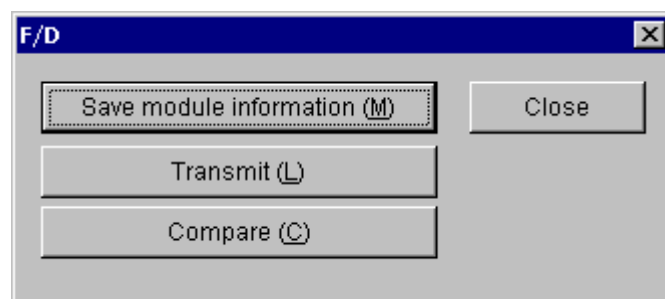 F/D
Save module information (M)
Close
Transmit (L)
Compare (C)